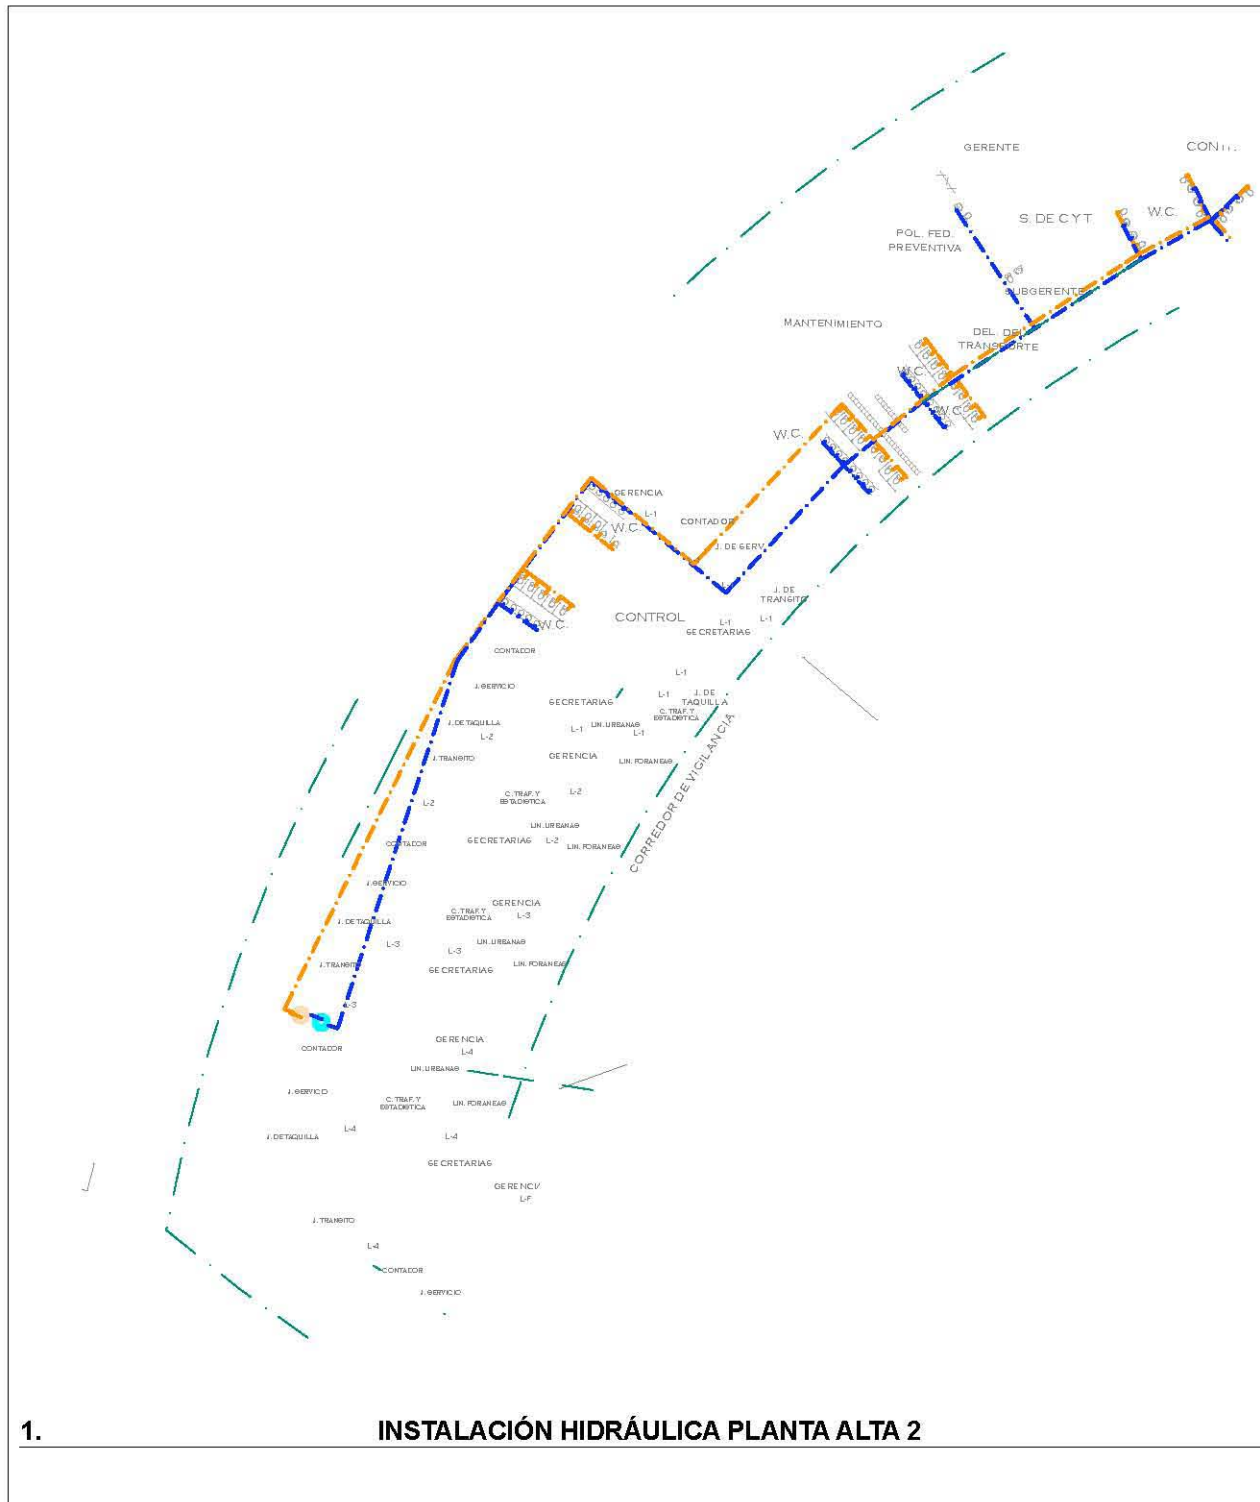 GERENTE
S. DE CYT
W.C.
POL. FED.
PREVENTIVA
SUBGERENTE
MANTENIMIENTO
TRANSPORTE
W.C.
W.C.
W.C.
GERENCIA
L-1
W.C.
CONTADOR
J. DE SERV.
J. DE
TRANSITO
CONTROL
L-1
L-1
SECRETARIAS
W.C.
CONTADOR
L-1
J. SERVICIO
L-1
J. DE
TAQUILLA
SECRETARIAS
C. TRAF. Y
ESTADISTICA
J. DE TAQUILLA
LIN. URBANAS
L-1
L-1
L-2
J. TRANSITO
GERENCIA
LIN. FORANEAS
CORREDOR DE VIGILANCIA
L-2
C. TRAF. Y
ESTADISTICA
L-2
LIN. URBANAS
CONTADOR
SECRETARIAS
L-2
LIN. FORANEAS
J. SERVICIO
GERENCIA
C. TRAF. Y
ESTADISTICA
L-3
J. DE TAQUILLA
L-3
L-3
LIN. URBANAS
J. TRANSITO
SECRETARIAS
LIN. FORANEAS
L-3
CONTADOR
GERENCIA
L-4
LIN. URBANAS
J. SERVICIO
C. TRAF. Y
ESTADISTICA
LIN. FORANEAS
J. DE TAQUILLA
L-4
L-4
SECRETARIAS
L-F
J. TRANSITO
L-4
CONTADOR
J. SERVICIO
1. INSTALACIÓN HIDRÁULICA PLANTA ALTA 2